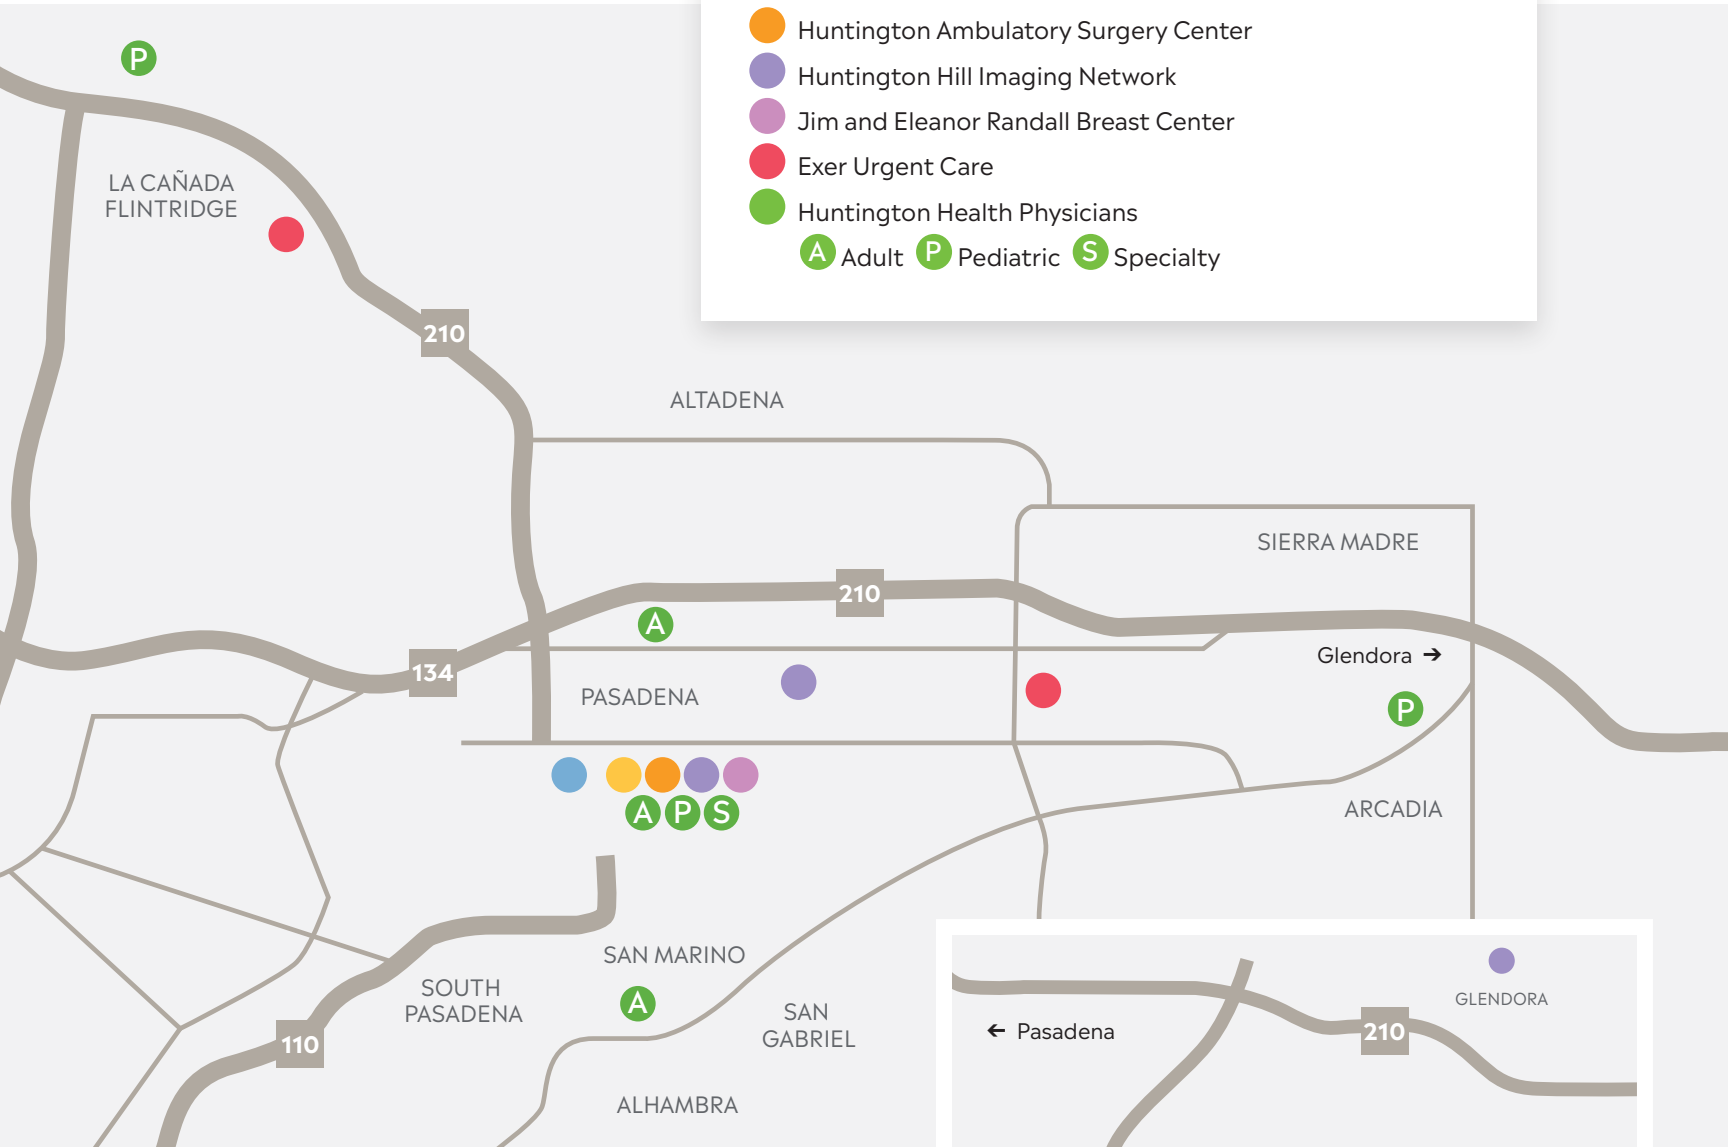 Huntington Ambulatory Surgery Center
Huntington Hill Imaging Network
Jim and Eleanor Randall Breast Center
Exer Urgent Care
Huntington Health Physicians
A Adult P Pediatric S Specialty
P
LA CAÑADA
FLINTRIDGE
210
ALTADENA
SIERRA MADRE
210
A
134
Glendora →
PASADENA
P
A P S
ARCADIA
SAN MARINO
SOUTH
PASADENA
A
SAN
GABRIEL
110
ALHAMBRA
GLENDORA
← Pasadena
210